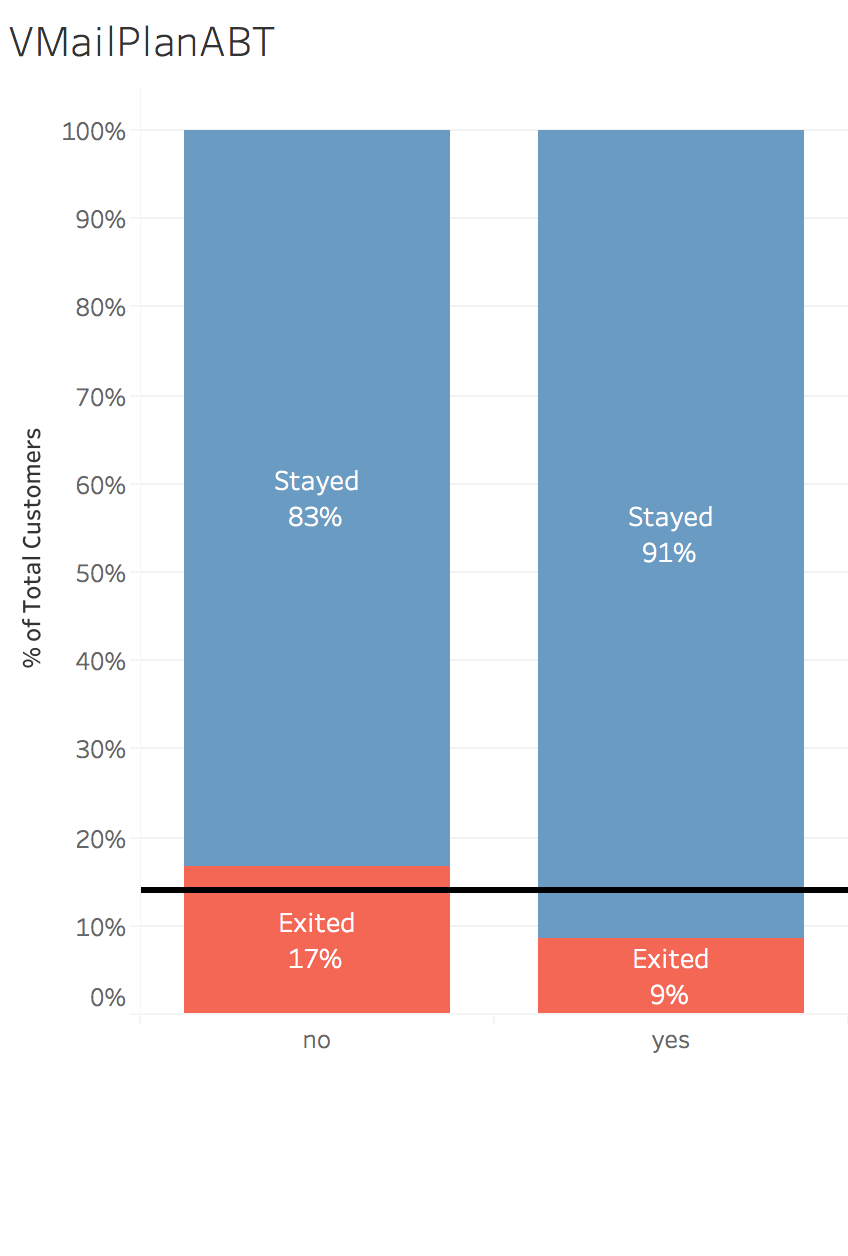 VMailPlanABT
100%
90%
80%
70%
60%
50%
40%
30%
20%
10%
0%
% of Total Customers
Stayed
83%
Stayed
91%
Exited
17%
Exited
9%
no
yes